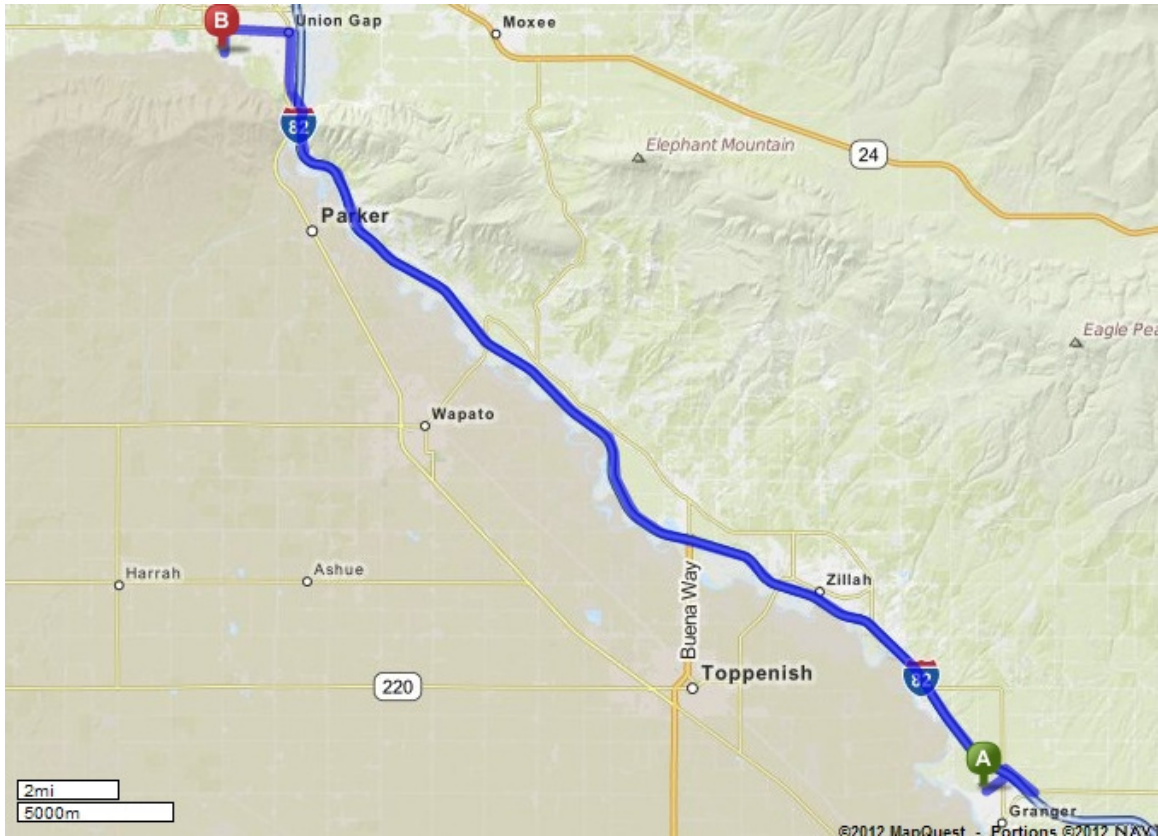 B
Union Gap
Moxee
82
Elephant Mountain
24
Parker
Eagle Pea
Wapato
Harrah
Ashue
Zillah
Buena Way
Toppenish
220
82
A
2mi
5000m
Granger
©2012 MapQuest - Portions ©2012 NAV